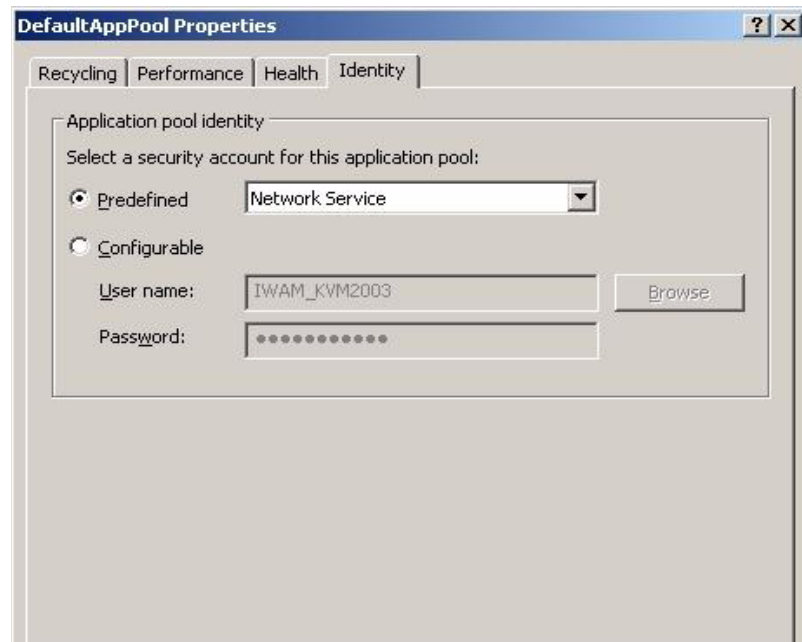 DefaultAppPool Properties
Recycling Performance Health Identity
Application pool identity
Select a security account for this application pool:
Predefined Network Service
Configurable
User name: IWAM_KVM2003 Browse
Password: ●●●●●●●●●●●